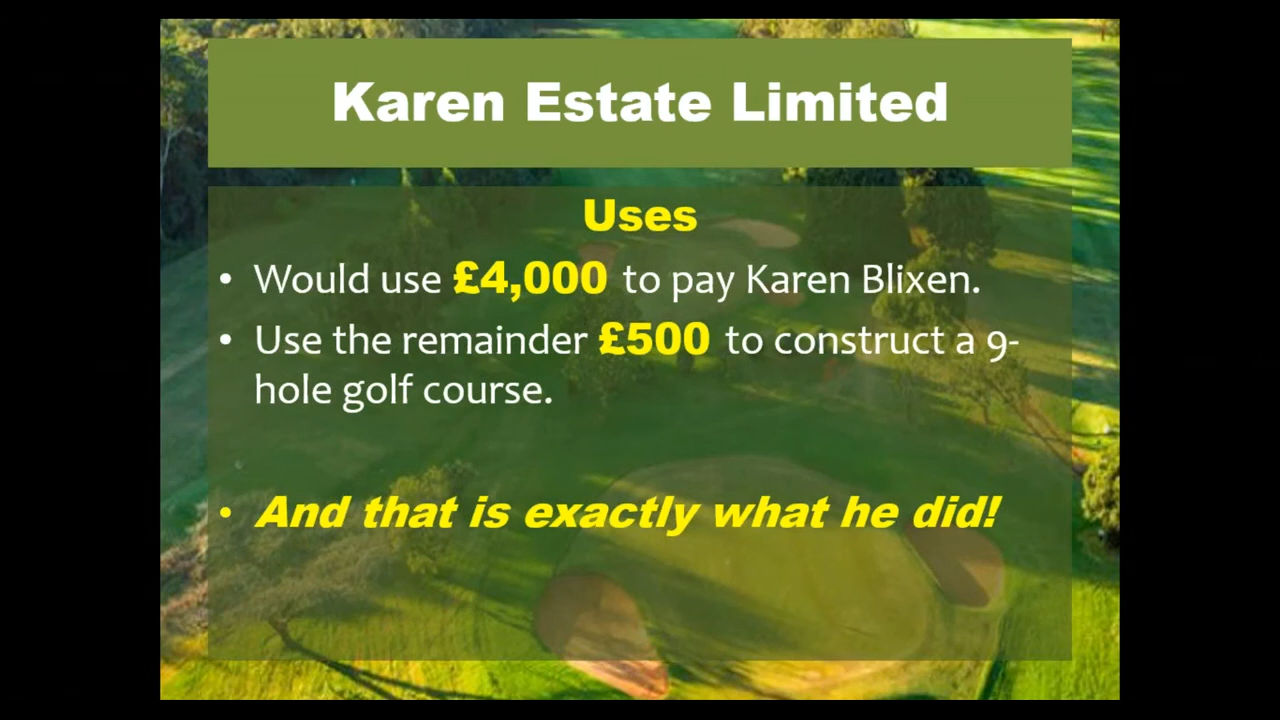 Karen Estate Limited
Uses
• Would use £4,000 to pay Karen Blixen.
• Use the remainder £500 to construct a 9-
hole golf course.
• And that is exactly what he did!